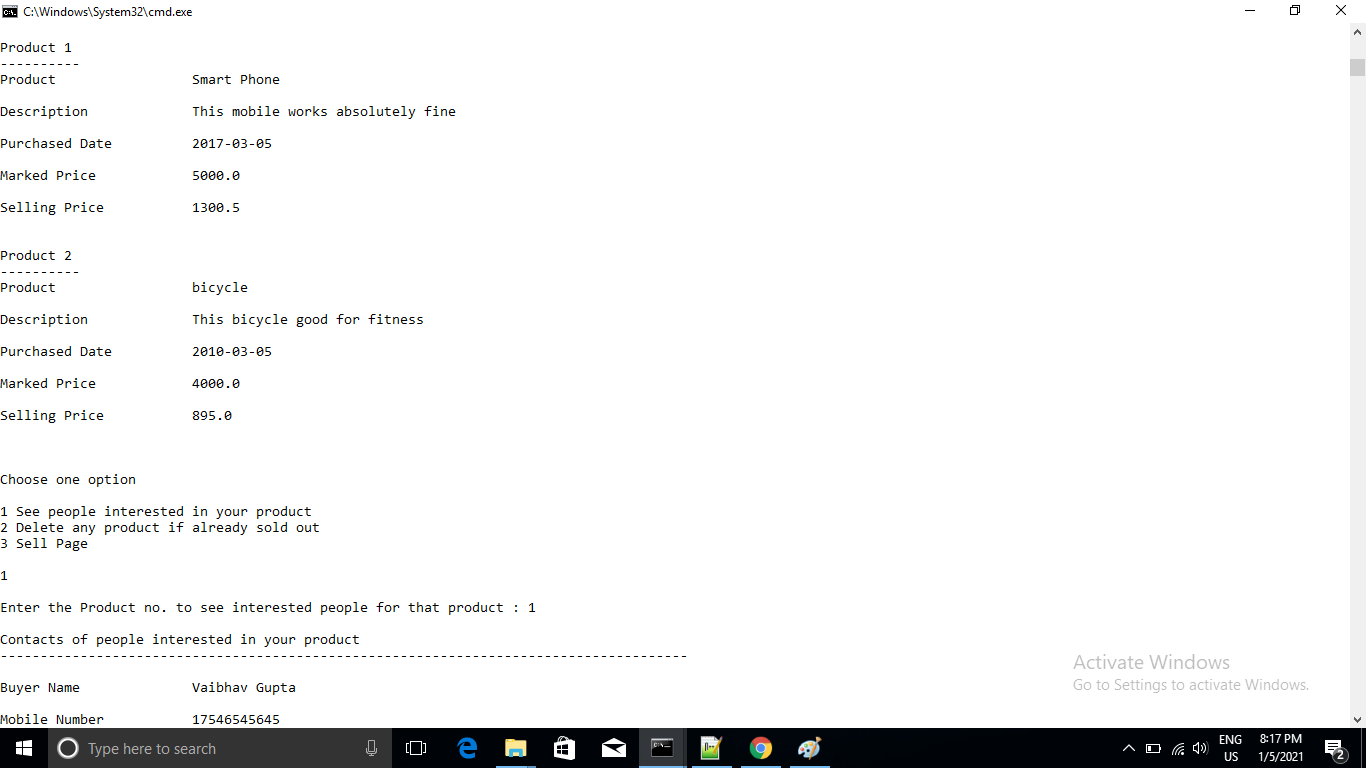 C:\Windows\System32\cmd.exe
Product 1
----------
Product Smart Phone
Description This mobile works absolutely fine
Purchased Date 2017-03-05
Marked Price 5000.0
Selling Price 1300.5
Product 2
----------
Product bicycle
Description This bicycle good for fitness
Purchased Date 2010-03-05
Marked Price 4000.0
Selling Price 895.0
Choose one option
1 See people interested in your product
2 Delete any product if already sold out
3 Sell Page
1
Enter the Product no. to see interested people for that product : 1
Contacts of people interested in your product
--------------------------------------------------------------------------------------
Buyer Name Vaibhav Gupta
Mobile Number 17546545645
Activate Windows
Go to Settings to activate Windows.
Type here to search
ENG
US
8:17 PM
1/5/2021
2